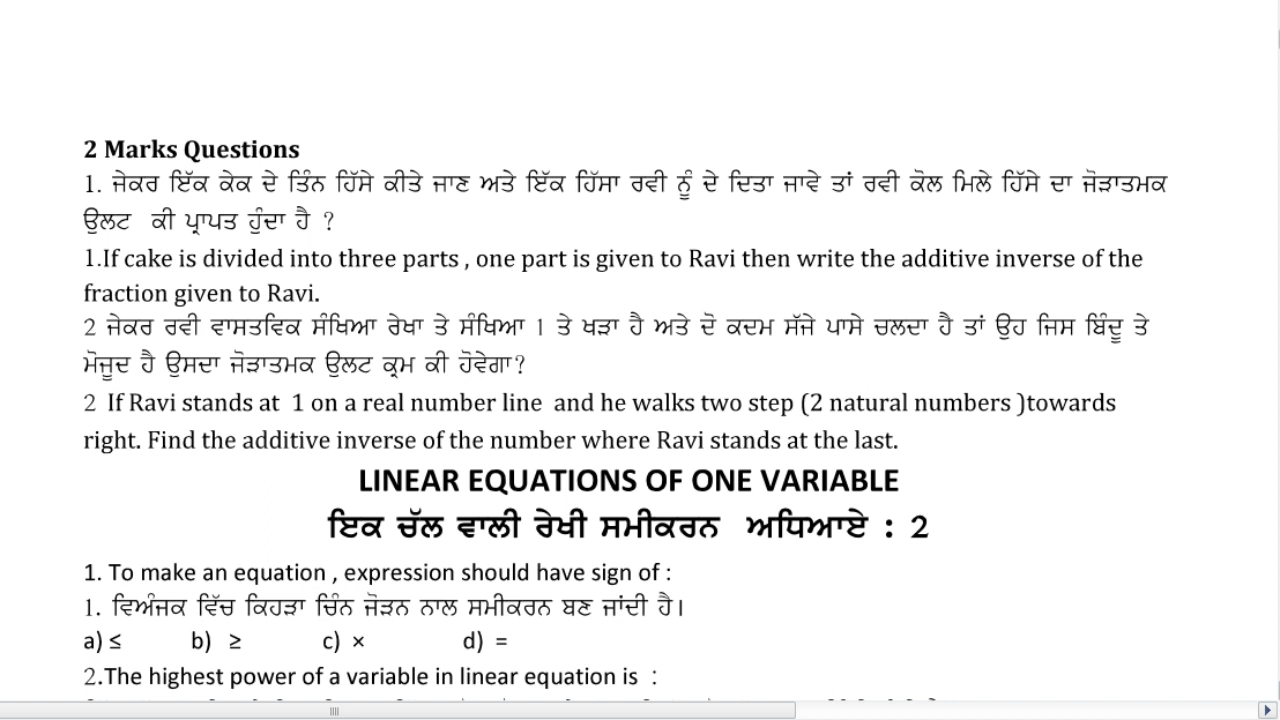 2 Marks Questions
1. ਜੇਕਰ ਇੱਕ ਕੇਕ ਦੇ ਤਿੰਨ ਹਿੱਸੇ ਕੀਤੇ ਜਾਣ ਅਤੇ ਇੱਕ ਹਿੱਸਾ ਰਵੀ ਨੂੰ ਦੇ ਦਿਤਾ ਜਾਵੇ ਤਾਂ ਰਵੀ ਕੋਲ ਮਿਲੇ ਹਿੱਸੇ ਦਾ ਜੋੜਾਤਮਕ
ਉਲਟ ਕੀ ਪ੍ਰਾਪਤ ਹੁੰਦਾ ਹੈ ?
1.If cake is divided into three parts , one part is given to Ravi then write the additive inverse of the
fraction given to Ravi.
2 ਜੇਕਰ ਰਵੀ ਵਾਸਤਵਿਕ ਸੰਖਿਆ ਰੇਖਾ ਤੇ ਸੰਖਿਆ 1 ਤੇ ਖੜਾ ਹੈ ਅਤੇ ਦੋ ਕਦਮ ਸੱਜੇ ਪਾਸੇ ਚਲਦਾ ਹੈ ਤਾਂ ਉਹ ਜਿਸ ਬਿੰਦੂ ਤੇ
ਮੋਜੂਦ ਹੈ ਉਸਦਾ ਜੋੜਾਤਮਕ ਉਲਟ ਕ੍ਰਮ ਕੀ ਹੋਵੇਗਾ?
2 If Ravi stands at 1 on a real number line and he walks two step (2 natural numbers )towards
right. Find the additive inverse of the number where Ravi stands at the last.
LINEAR EQUATIONS OF ONE VARIABLE
ਇਕ ਚੱਲ ਵਾਲੀ ਰੇਖੀ ਸਮੀਕਰਨ ਅਧਿਆਏ : 2
1. To make an equation , expression should have sign of :
1. ਵਿਅੰਜਕ ਵਿੱਚ ਕਿਹੜਾ ਚਿੰਨ ਜੋੜਨ ਨਾਲ ਸਮੀਕਰਨ ਬਣ ਜਾਂਦੀ ਹੈ।
a) ≤ b) ≥ c) × d) =
2.The highest power of a variable in linear equation is :